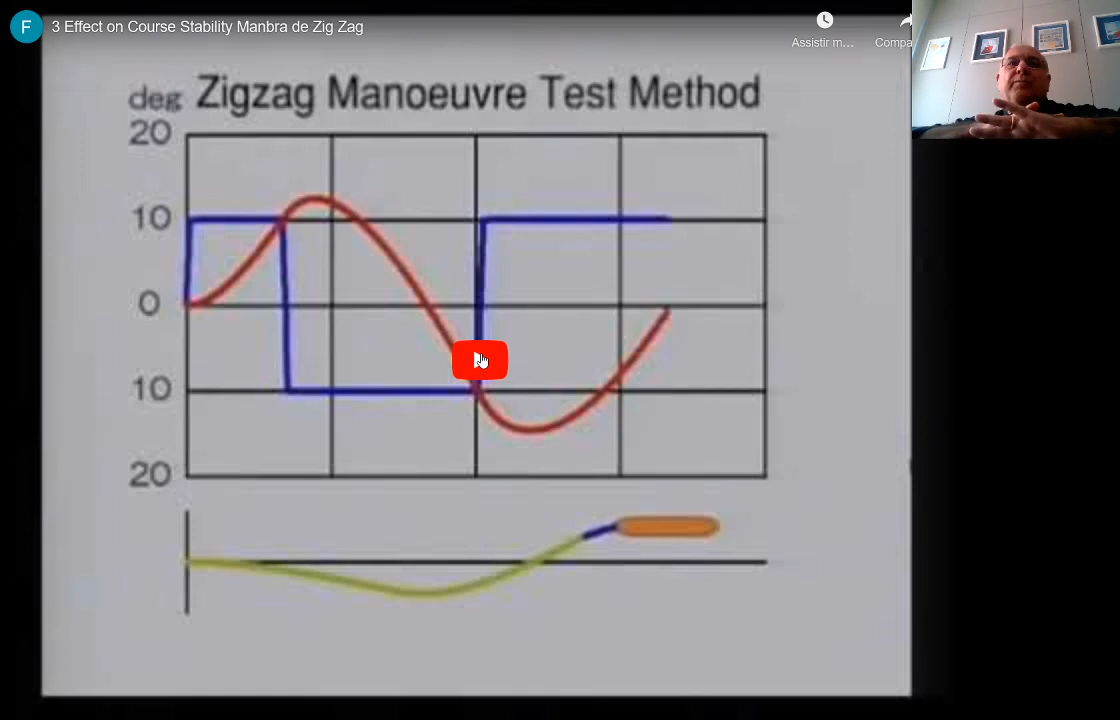 F
3 Effect on Course Stability Manbra de Zig Zag
Assistir m...
Compa
deg Zigzag Manoeuvre Test Method
20
10
0
10
20